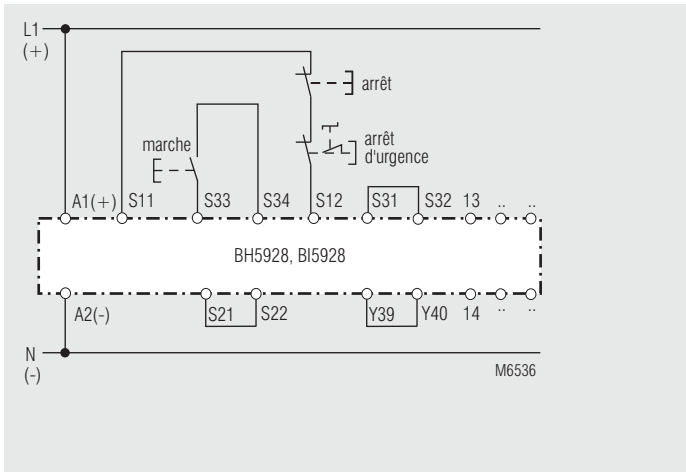 L1
(+)
arrêt
marche
arrêt
d'urgence
A1(+) S11 S33 S34 S12 S31 S32 13 .. ..
BH5928, BI5928
A2(-) S21 S22 Y39 Y40 14 .. ..
N
(-)
M6536